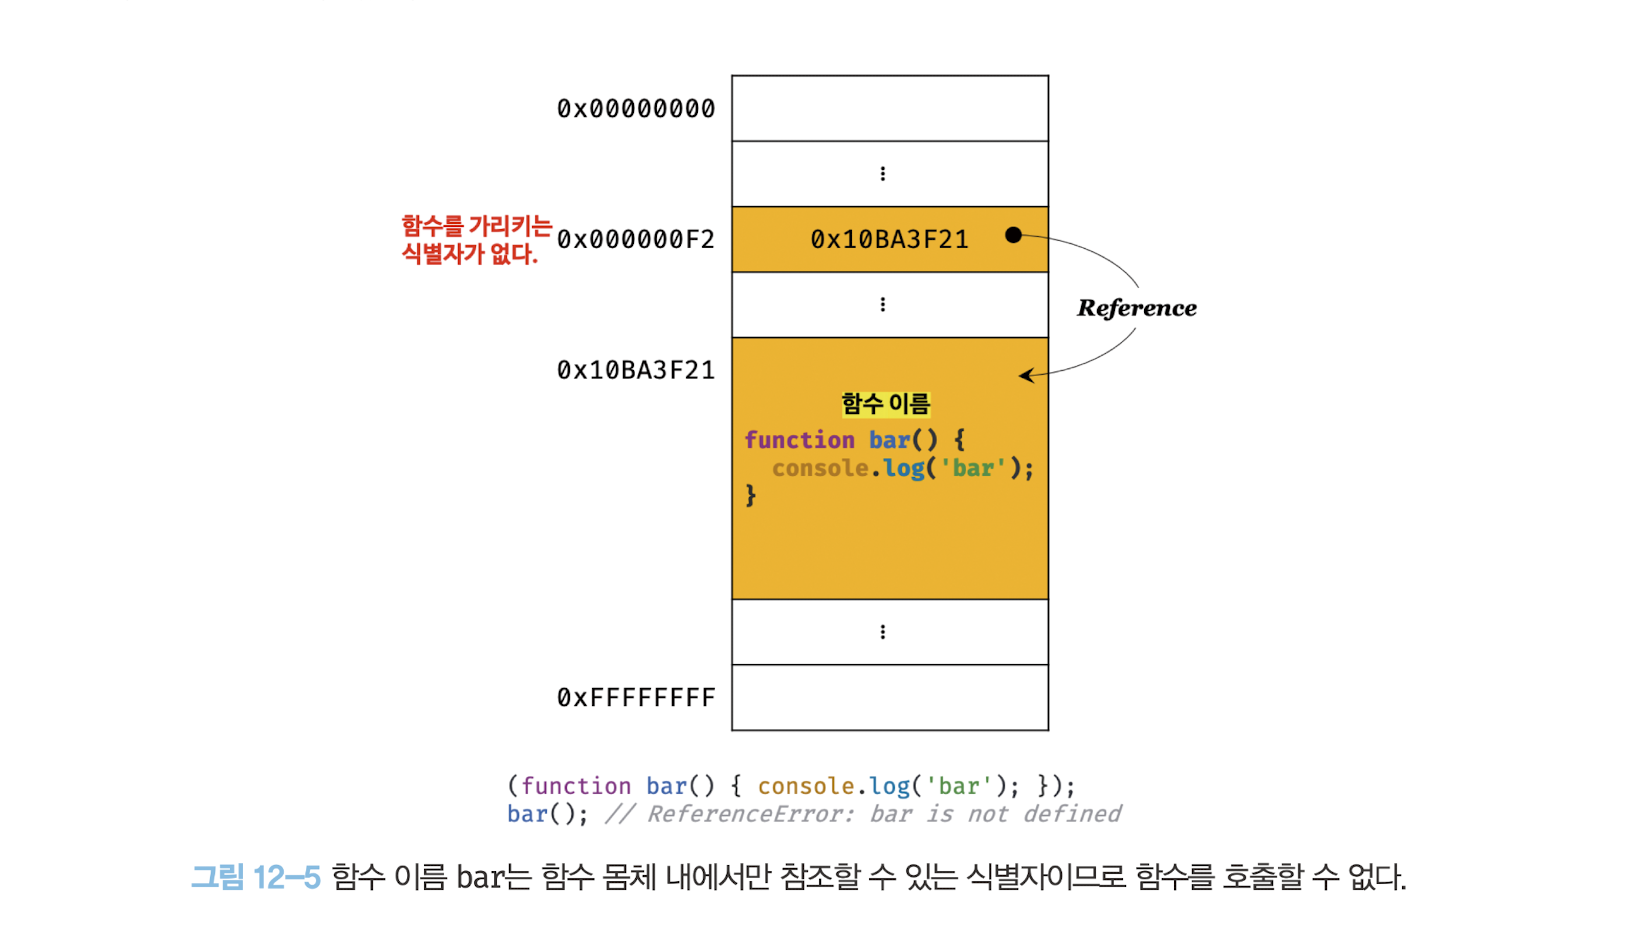 0x00000000
⋮
함수를 가리키는
식별자가 없다.
0x000000F2
0x10BA3F21
⋮
Reference
0x10BA3F21
함수 이름
function bar() {
  console.log('bar');
}
⋮
0xFFFFFFFF
(function bar() { console.log('bar'); });
bar(); // ReferenceError: bar is not defined
그림 12–5 함수 이름 bar는 함수 몸체 내에서만 참조할 수 있는 식별자이므로 함수를 호출할 수 없다.